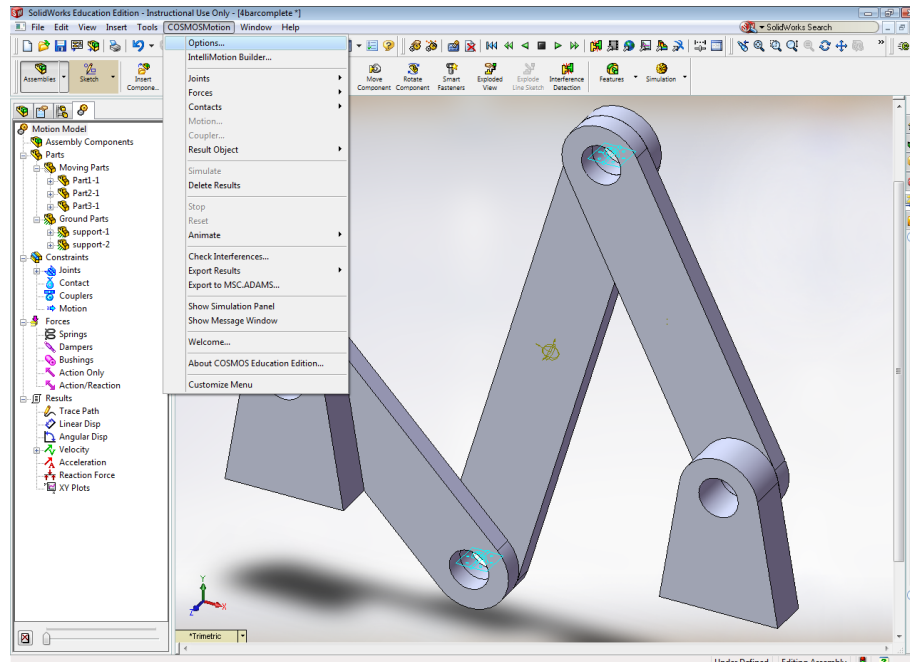 SolidWorks Education Edition - Instructional Use Only - [4barcomplete *]
File Edit View Insert Tools COSMOSMotion Window Help
SolidWorks Search
Assemblies
Sketch
Insert Compone...
Move Component
Rotate Component
Smart Fasteners
Exploded View
Explode Line Sketch
Interference Detection
Features
Simulation
Options...
IntelliMotion Builder...
Joints
Forces
Contacts
Motion...
Coupler...
Result Object
Simulate
Delete Results
Stop
Reset
Animate
Check Interferences...
Export Results
Export to MSC.ADAMS...
Show Simulation Panel
Show Message Window
Welcome...
About COSMOS Education Edition...
Customize Menu
Motion Model
Assembly Components
Parts
Moving Parts
Part1-1
Part2-1
Part3-1
Ground Parts
support-1
support-2
Constraints
Joints
Contact
Couplers
Motion
Forces
Springs
Dampers
Bushings
Action Only
Action/Reaction
Results
Trace Path
Linear Disp
Angular Disp
Velocity
Acceleration
Reaction Force
XY Plots
Y
X
Z
*Trimetric
Under Defined Editing Assembly